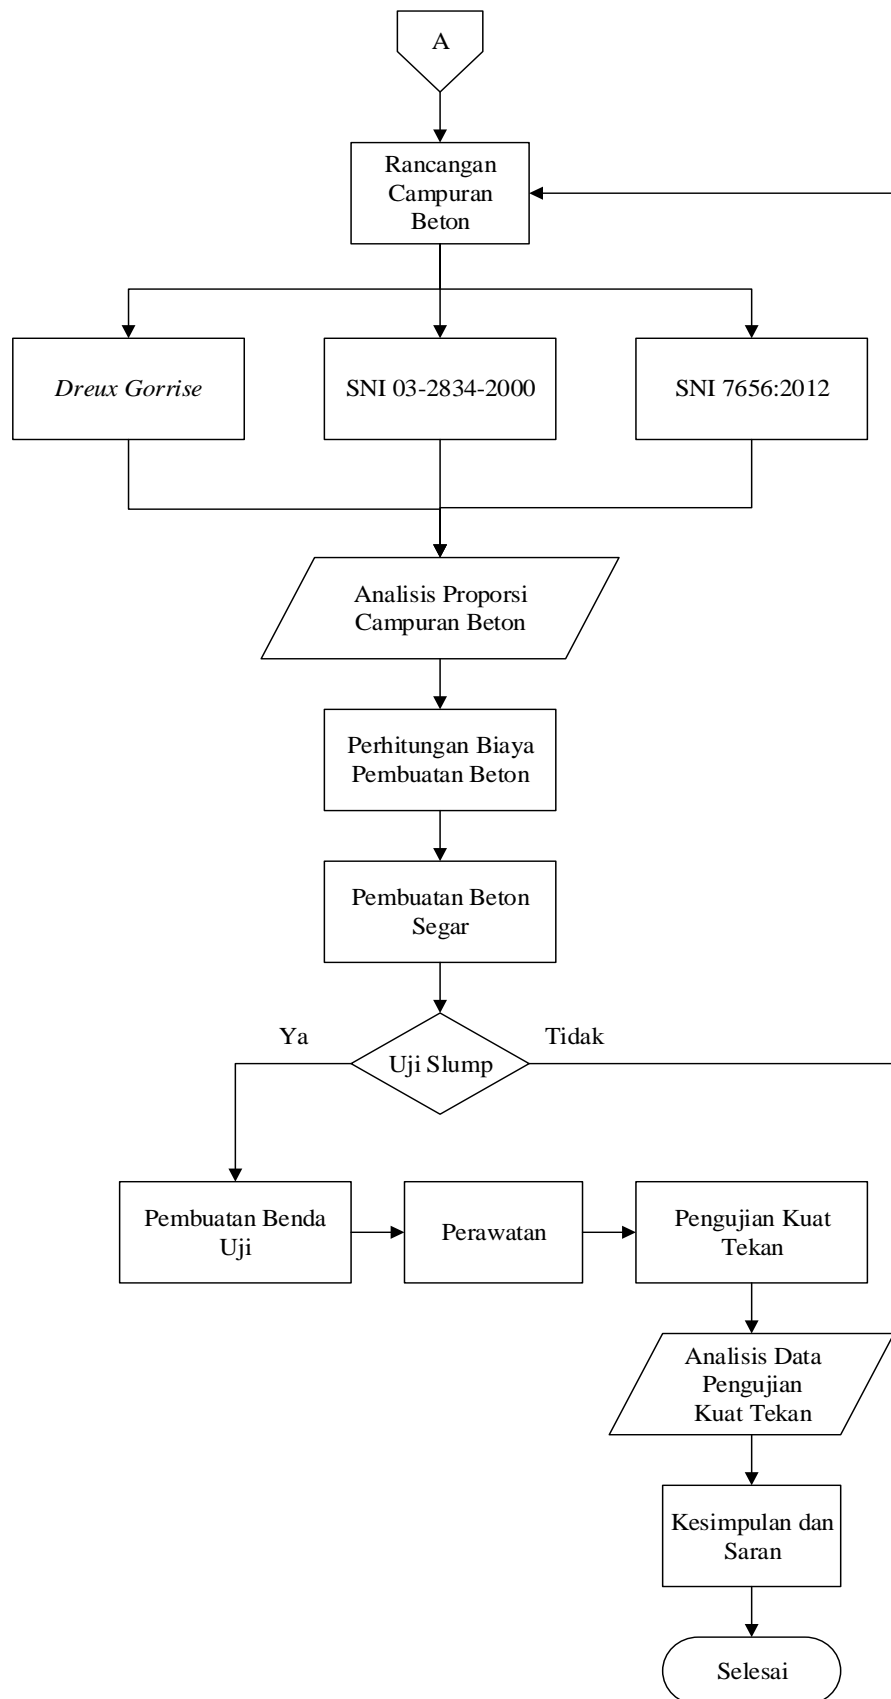 A
Rancangan
Campuran
Beton
Dreux Gorrise
SNI 03-2834-2000
SNI 7656:2012
Analisis Proporsi
Campuran Beton
Perhitungan Biaya
Pembuatan Beton
Pembuatan Beton
Segar
Ya
Uji Slump
Tidak
Pembuatan Benda
Uji
Perawatan
Pengujian Kuat
Tekan
Analisis Data
Pengujian
Kuat Tekan
Kesimpulan dan
Saran
Selesai